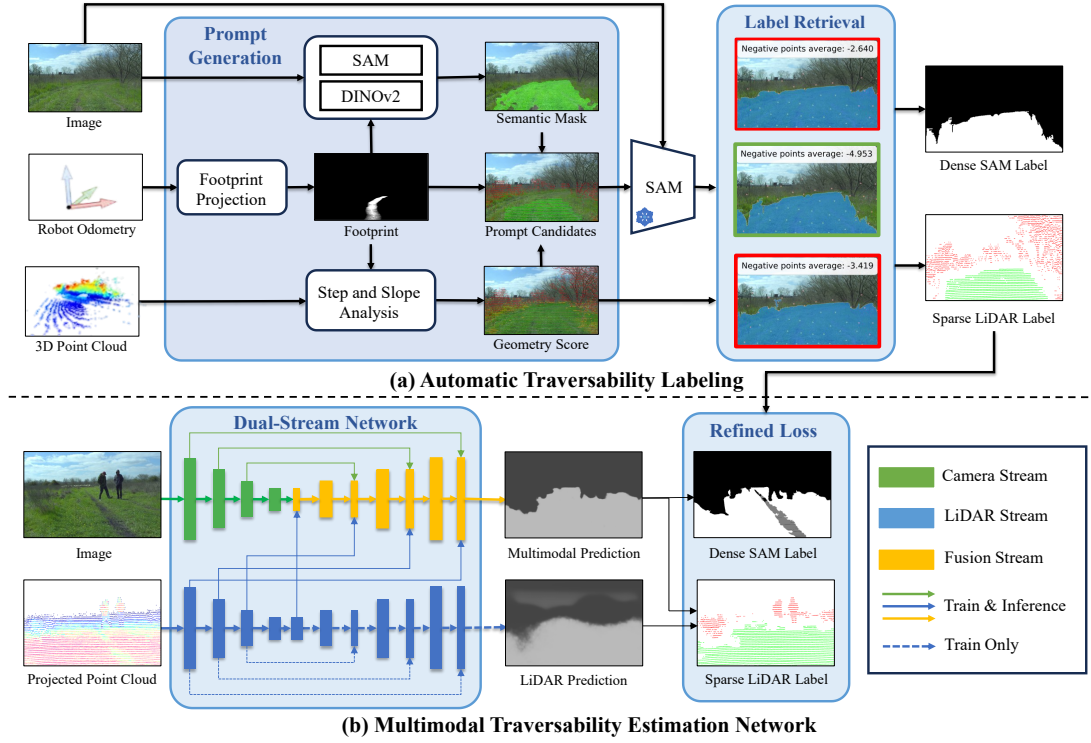 Prompt
Generation
Label Retrieval
SAM
DINOv2
Negative points average: -2.640
Image
Semantic Mask
Dense SAM Label
Footprint
Projection
SAM
Negative points average: -4.953
Robot Odometry
Footprint
Prompt Candidates
Step and Slope
Analysis
Negative points average: -3.419
3D Point Cloud
Geometry Score
Sparse LiDAR Label
(a) Automatic Traversability Labeling
Dual-Stream Network
Refined Loss
Camera Stream
LiDAR Stream
Fusion Stream
Train & Inference
Train Only
Image
Multimodal Prediction
Dense SAM Label
Projected Point Cloud
LiDAR Prediction
Sparse LiDAR Label
(b) Multimodal Traversability Estimation Network